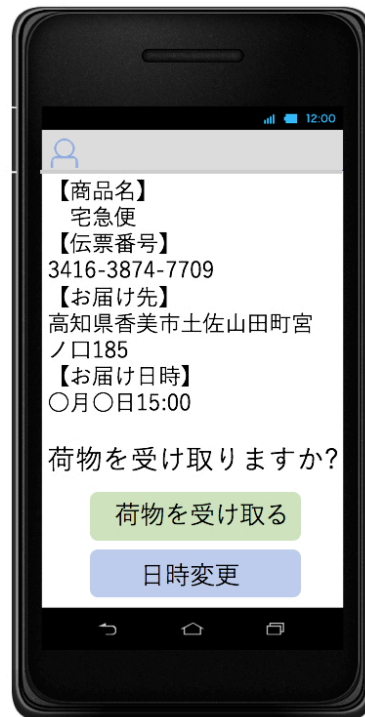 12:00
【商品名】
宅急便
【伝票番号】
3416-3874-7709
【お届け先】
高知県香美市土佐山田町宮
ノ口185
【お届け日時】
〇月〇日15:00
荷物を受け取りますか?
荷物を受け取る
日時変更